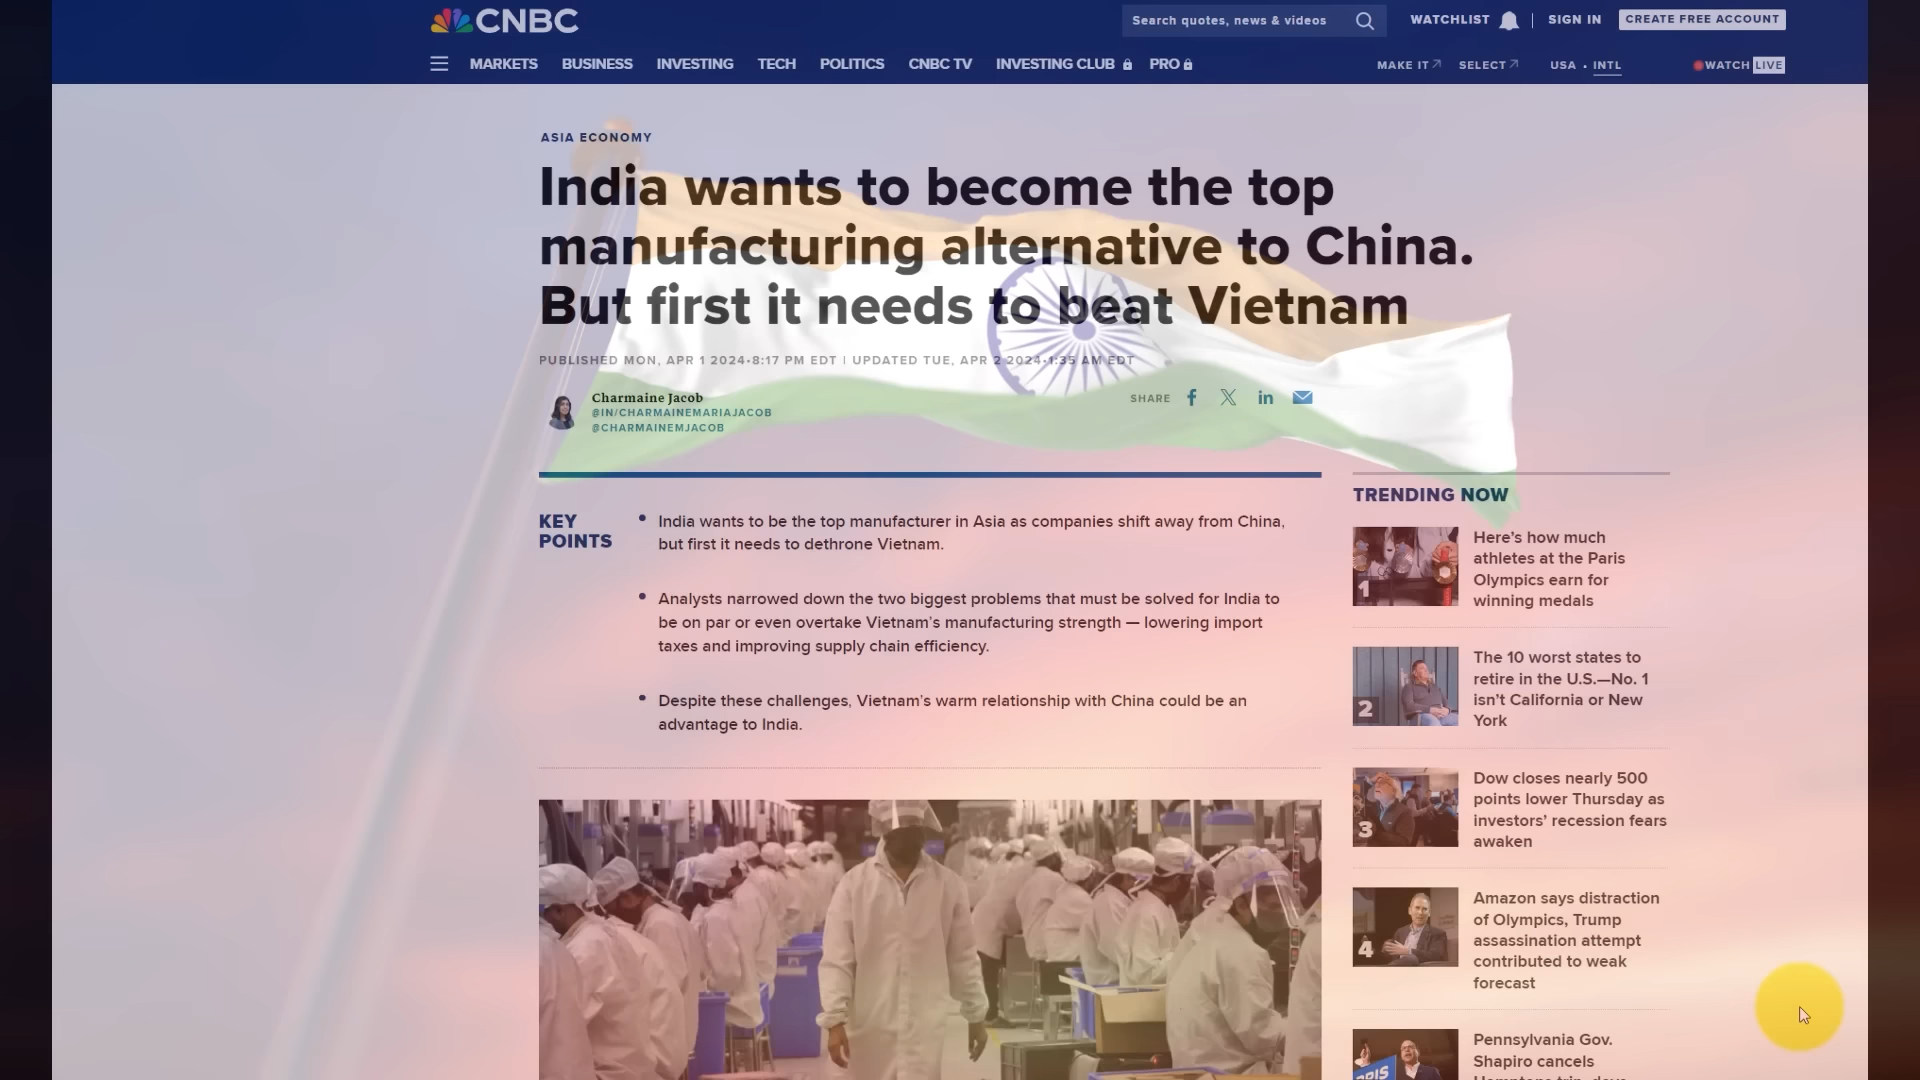 CNBC
Search quotes, news & videos
WATCHLIST
SIGN IN
CREATE FREE ACCOUNT
MARKETS
BUSINESS
INVESTING
TECH
POLITICS
CNBC TV
INVESTING CLUB
PRO
MAKE IT
SELECT
USA • INTL
WATCH LIVE
ASIA ECONOMY
India wants to become the top
manufacturing alternative to China.
But first it needs to beat Vietnam
PUBLISHED MON, APR 1 2024•8:17 PM EDT | UPDATED TUE, APR 2 2024•1:35 AM EDT
Charmaine Jacob
@IN/CHARMAINEMARIAJACOB
@CHARMAINEMJACOB
SHARE
KEY
POINTS
• India wants to be the top manufacturer in Asia as companies shift away from China,
but first it needs to dethrone Vietnam.
• Analysts narrowed down the two biggest problems that must be solved for India to
be on par or even overtake Vietnam’s manufacturing strength — lowering import
taxes and improving supply chain efficiency.
• Despite these challenges, Vietnam’s warm relationship with China could be an
advantage to India.
TRENDING NOW
1
Here’s how much
athletes at the Paris
Olympics earn for
winning medals
2
The 10 worst states to
retire in the U.S.—No. 1
isn’t California or New
York
3
Dow closes nearly 500
points lower Thursday as
investors’ recession fears
awaken
4
Amazon says distraction
of Olympics, Trump
assassination attempt
contributed to weak
forecast
Pennsylvania Gov.
Shapiro cancels